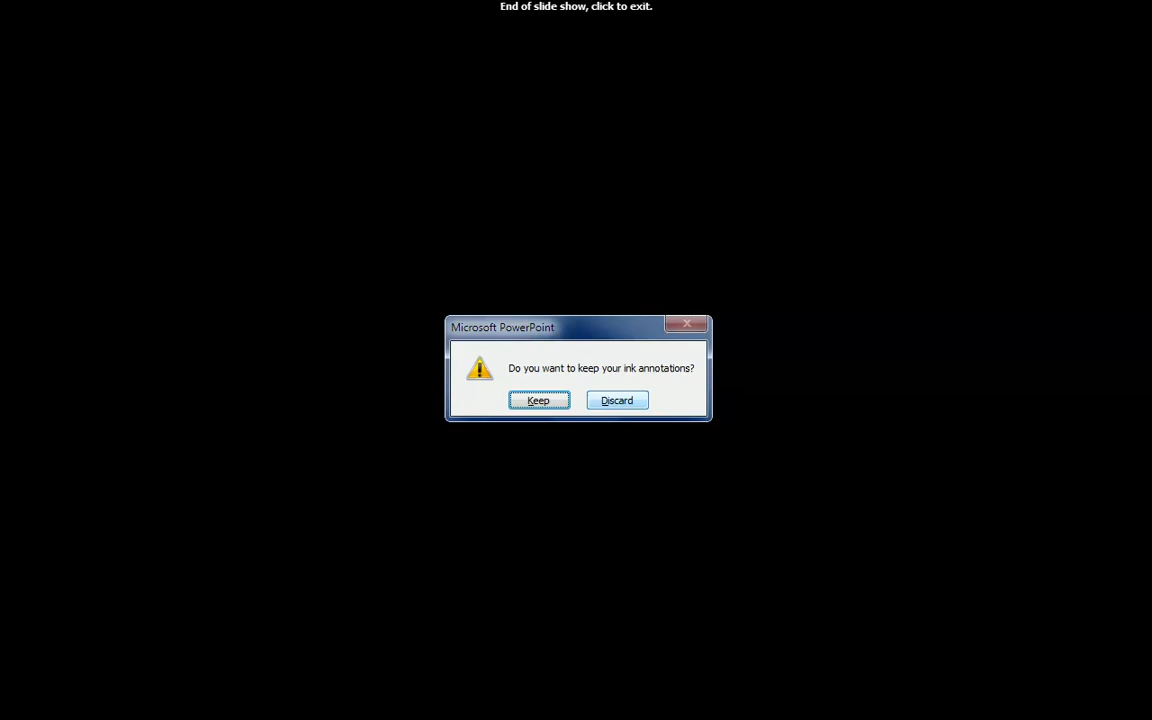 End of slide show, click to exit.
Microsoft PowerPoint
Do you want to keep your ink annotations?
Keep Discard